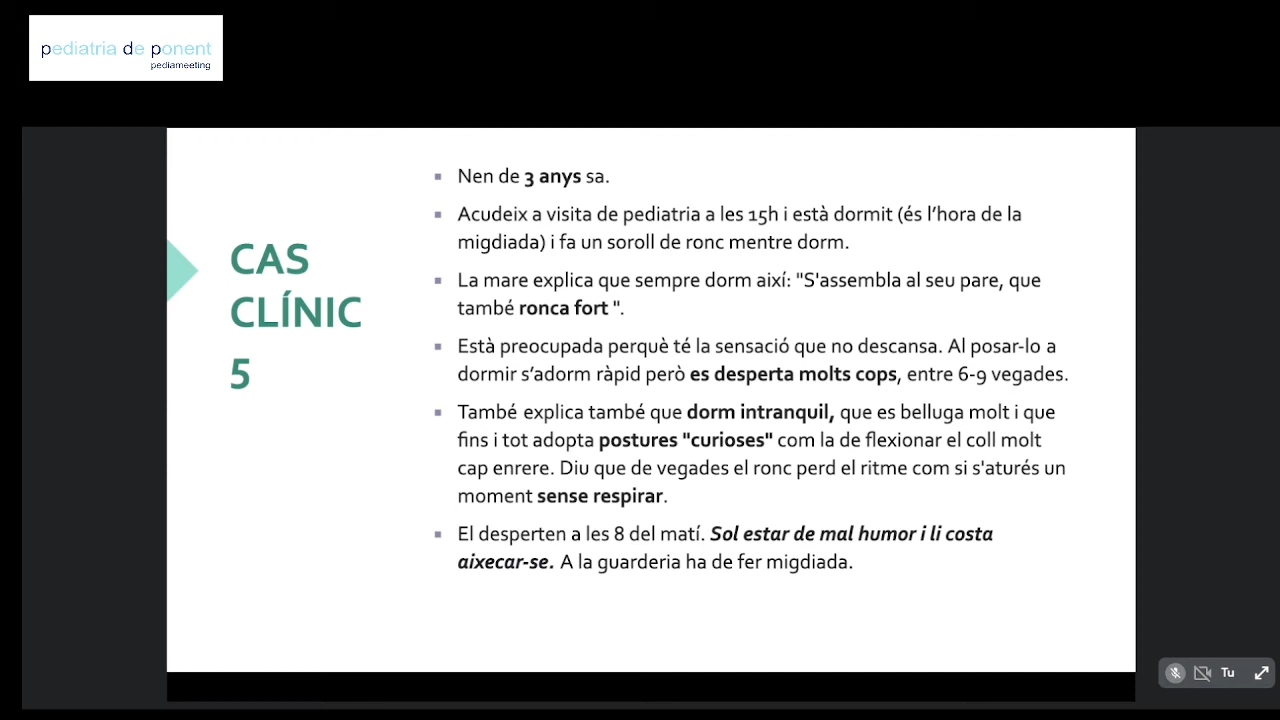 pediatria de ponent
pediameeting
CAS
CLÍNIC
5
▪ Nen de 3 anys sa.
▪ Acudeix a visita de pediatria a les 15h i està dormit (és l’hora de la
migdiada) i fa un soroll de ronc mentre dorm.
▪ La mare explica que sempre dorm així: "S'assembla al seu pare, que
també ronca fort ".
▪ Està preocupada perquè té la sensació que no descansa. Al posar-lo a
dormir s’adorm ràpid però es desperta molts cops, entre 6-9 vegades.
▪ També explica també que dorm intranquil, que es belluga molt i que
fins i tot adopta postures "curioses" com la de flexionar el coll molt
cap enrere. Diu que de vegades el ronc perd el ritme com si s'aturés un
moment sense respirar.
▪ El desperten a les 8 del matí. Sol estar de mal humor i li costa
aixecar-se. A la guarderia ha de fer migdiada.
Tu